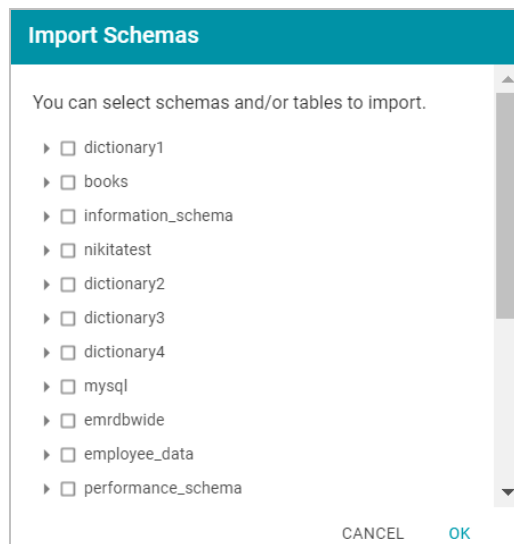 Import Schemas
You can select schemas and/or tables to import.
dictionary1
books
information_schema
nikitatest
dictionary2
dictionary3
dictionary4
mysql
emrdbwide
employee_data
performance_schema
CANCEL OK